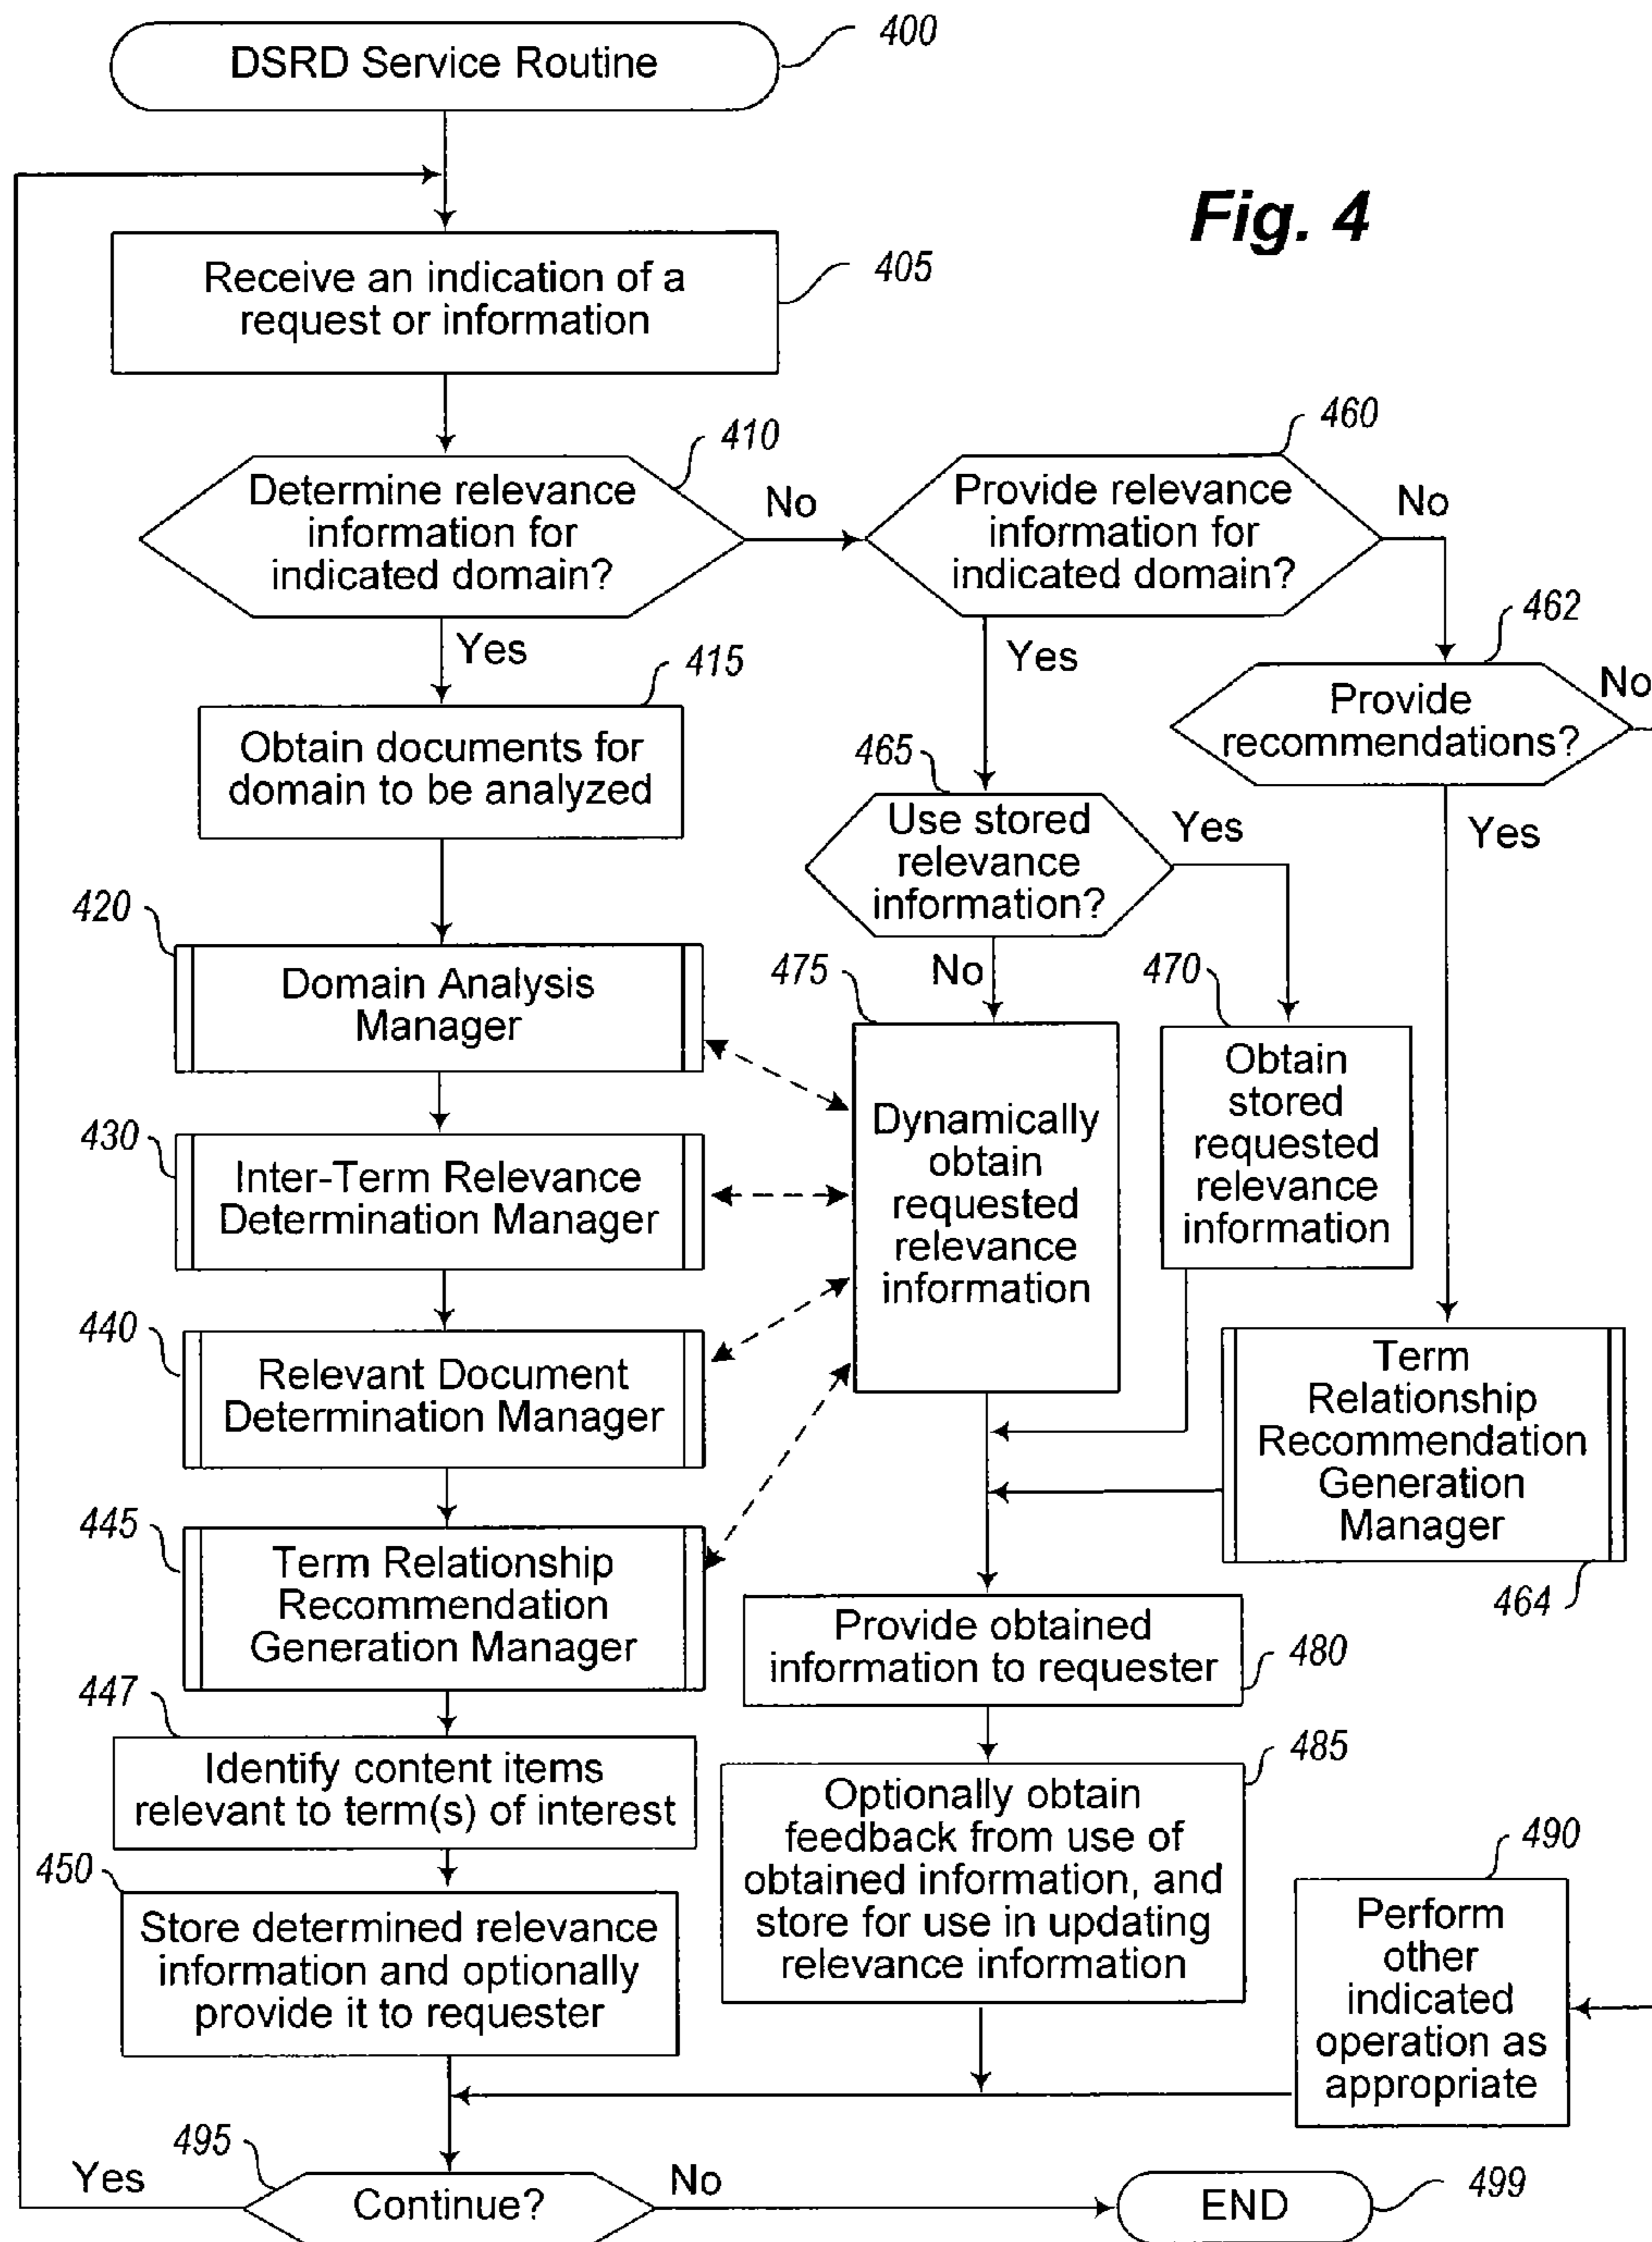 DSRD Service Routine
400
Fig. 4
Receive an indication of a
request or information
405
Determine relevance
information for
indicated domain?
410
No
Provide relevance
information for
indicated domain?
460
No
Yes
Yes
Obtain documents for
domain to be analyzed
415
462
Provide
recommendations?
No
Yes
465
Use stored
relevance
information?
Yes
No
420
Domain Analysis
Manager
475
Dynamically
obtain
requested
relevance
information
470
Obtain
stored
requested
relevance
information
430
Inter-Term Relevance
Determination Manager
440
Relevant Document
Determination Manager
Term
Relationship
Recommendation
Generation
Manager
464
445
Term Relationship
Recommendation
Generation Manager
Provide obtained
information to requester
480
447
Identify content items
relevant to term(s) of interest
Optionally obtain
feedback from use of
obtained information, and
store for use in updating
relevance information
485
450
Store determined relevance
information and optionally
provide it to requester
490
Perform
other
indicated
operation as
appropriate
495
Yes
Continue?
No
END
499